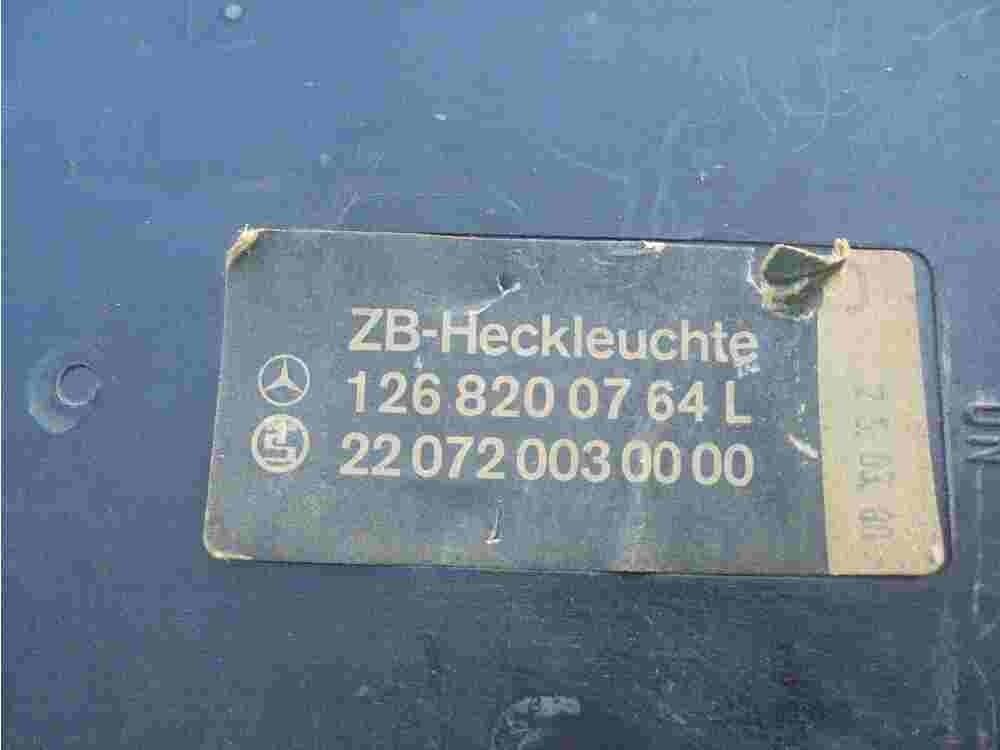 ZB-Heckleuchte
126 820 07 64 L
22 072 003 00 00